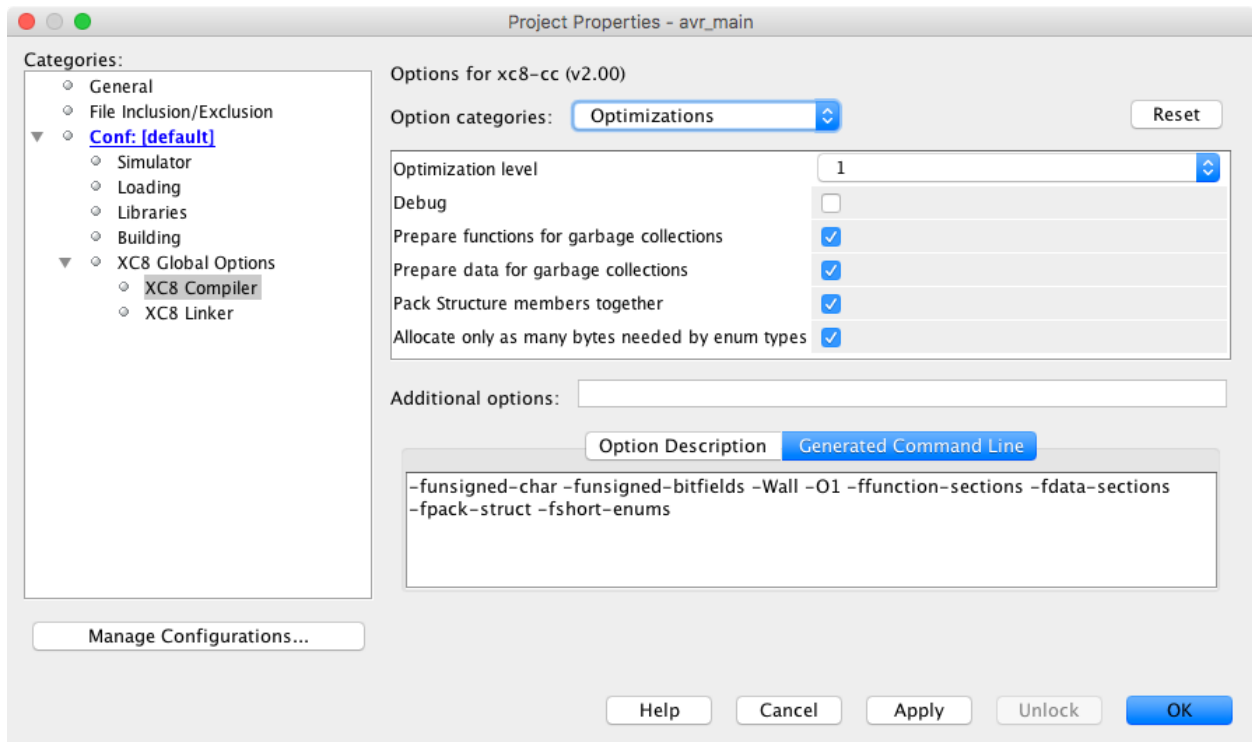 Project Properties - avr_main
Categories:
General
File Inclusion/Exclusion
Conf: [default]
Simulator
Loading
Libraries
Building
XC8 Global Options
XC8 Compiler
XC8 Linker
Manage Configurations...
Options for xc8-cc (v2.00)
Option categories: Optimizations Reset
Optimization level 1
Debug
Prepare functions for garbage collections
Prepare data for garbage collections
Pack Structure members together
Allocate only as many bytes needed by enum types
Additional options:
Option Description Generated Command Line
-funsigned-char -funsigned-bitfields -Wall -O1 -ffunction-sections -fdata-sections
-fpack-struct -fshort-enums
Help Cancel Apply Unlock OK